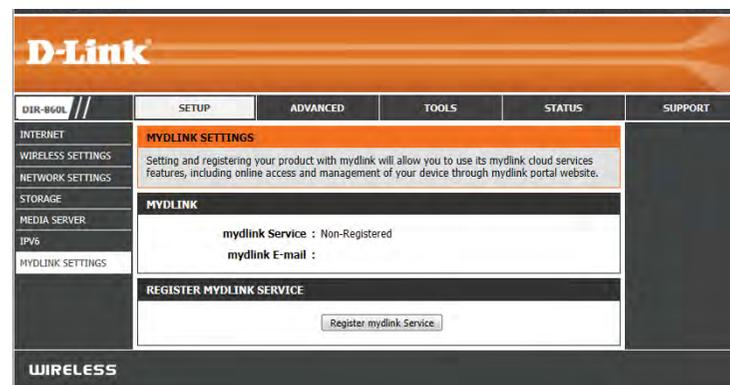 D-Link
DIR-860L
SETUP
ADVANCED
TOOLS
STATUS
SUPPORT
INTERNET
WIRELESS SETTINGS
NETWORK SETTINGS
STORAGE
MEDIA SERVER
IPV6
MYDLINK SETTINGS
MYDLINK SETTINGS
Setting and registering your product with mydlink will allow you to use its mydlink cloud services
features, including online access and management of your device through mydlink portal website.
MYDLINK
mydlink Service : Non-Registered
mydlink E-mail :
REGISTER MYDLINK SERVICE
Register mydlink Service
WIRELESS